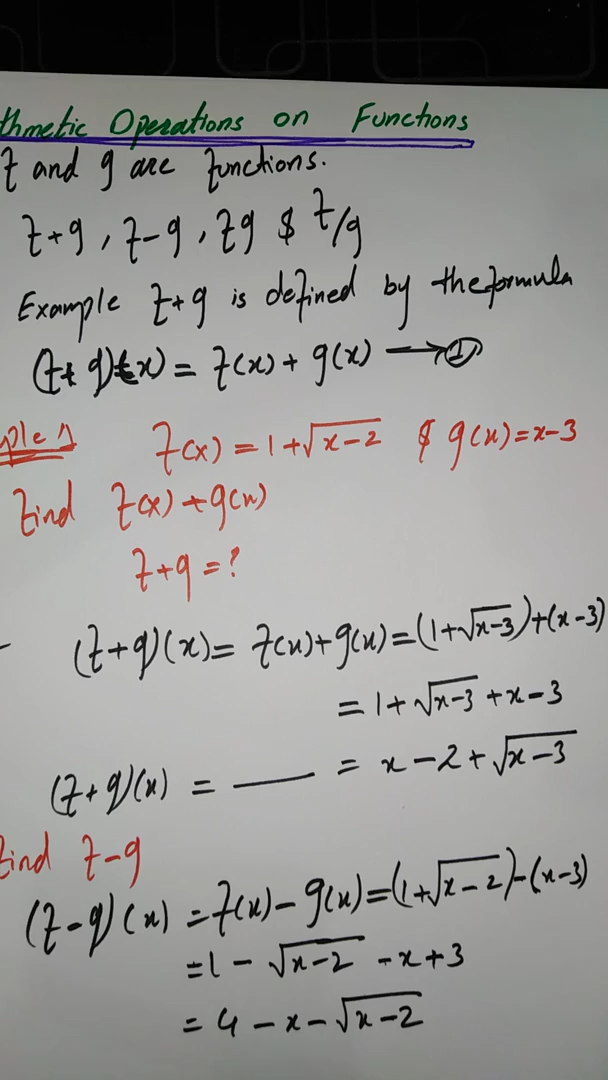 thmetic Operations on Functions
f and g are functions.
f+g, f-g, fg $ f/g
Example f+g is defined by the formula
(f+g)(x) = f(x) + g(x) → ①
ple 1 f(x) = 1+√(x-2) $ g(x) = x-3
Find f(x) + g(x)
f+g = ?
(f+g)(x) = f(x)+g(x) = (1+√(x-3))+(x-3)
= 1+√(x-3) + x-3
(f+g)(x) = ___ = x-2+√(x-3)
Find f-g
(f-g)(x) = f(x) - g(x) = (1+√(x-2))-(x-3)
= 1 - √(x-2) - x+3
= 4 - x - √(x-2)